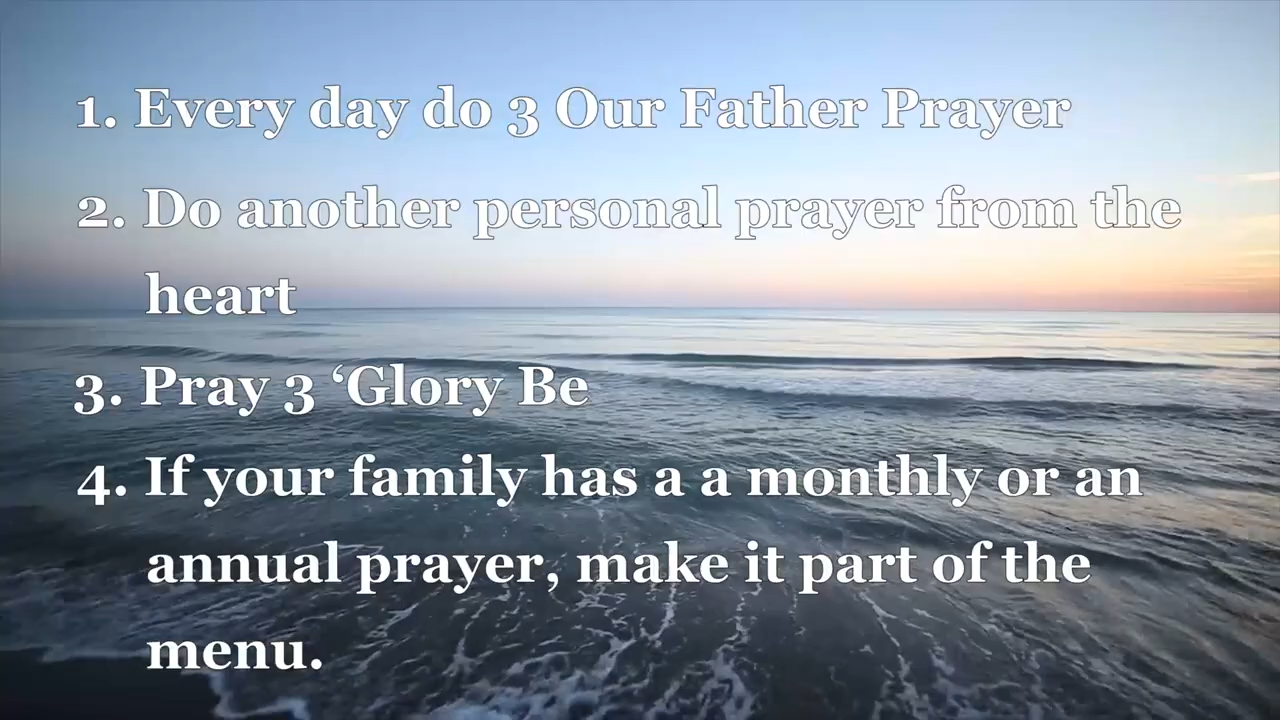 1. Every day do 3 Our Father Prayer
2. Do another personal prayer from the
heart
3. Pray 3 ‘Glory Be
4. If your family has a a monthly or an
annual prayer, make it part of the
menu.